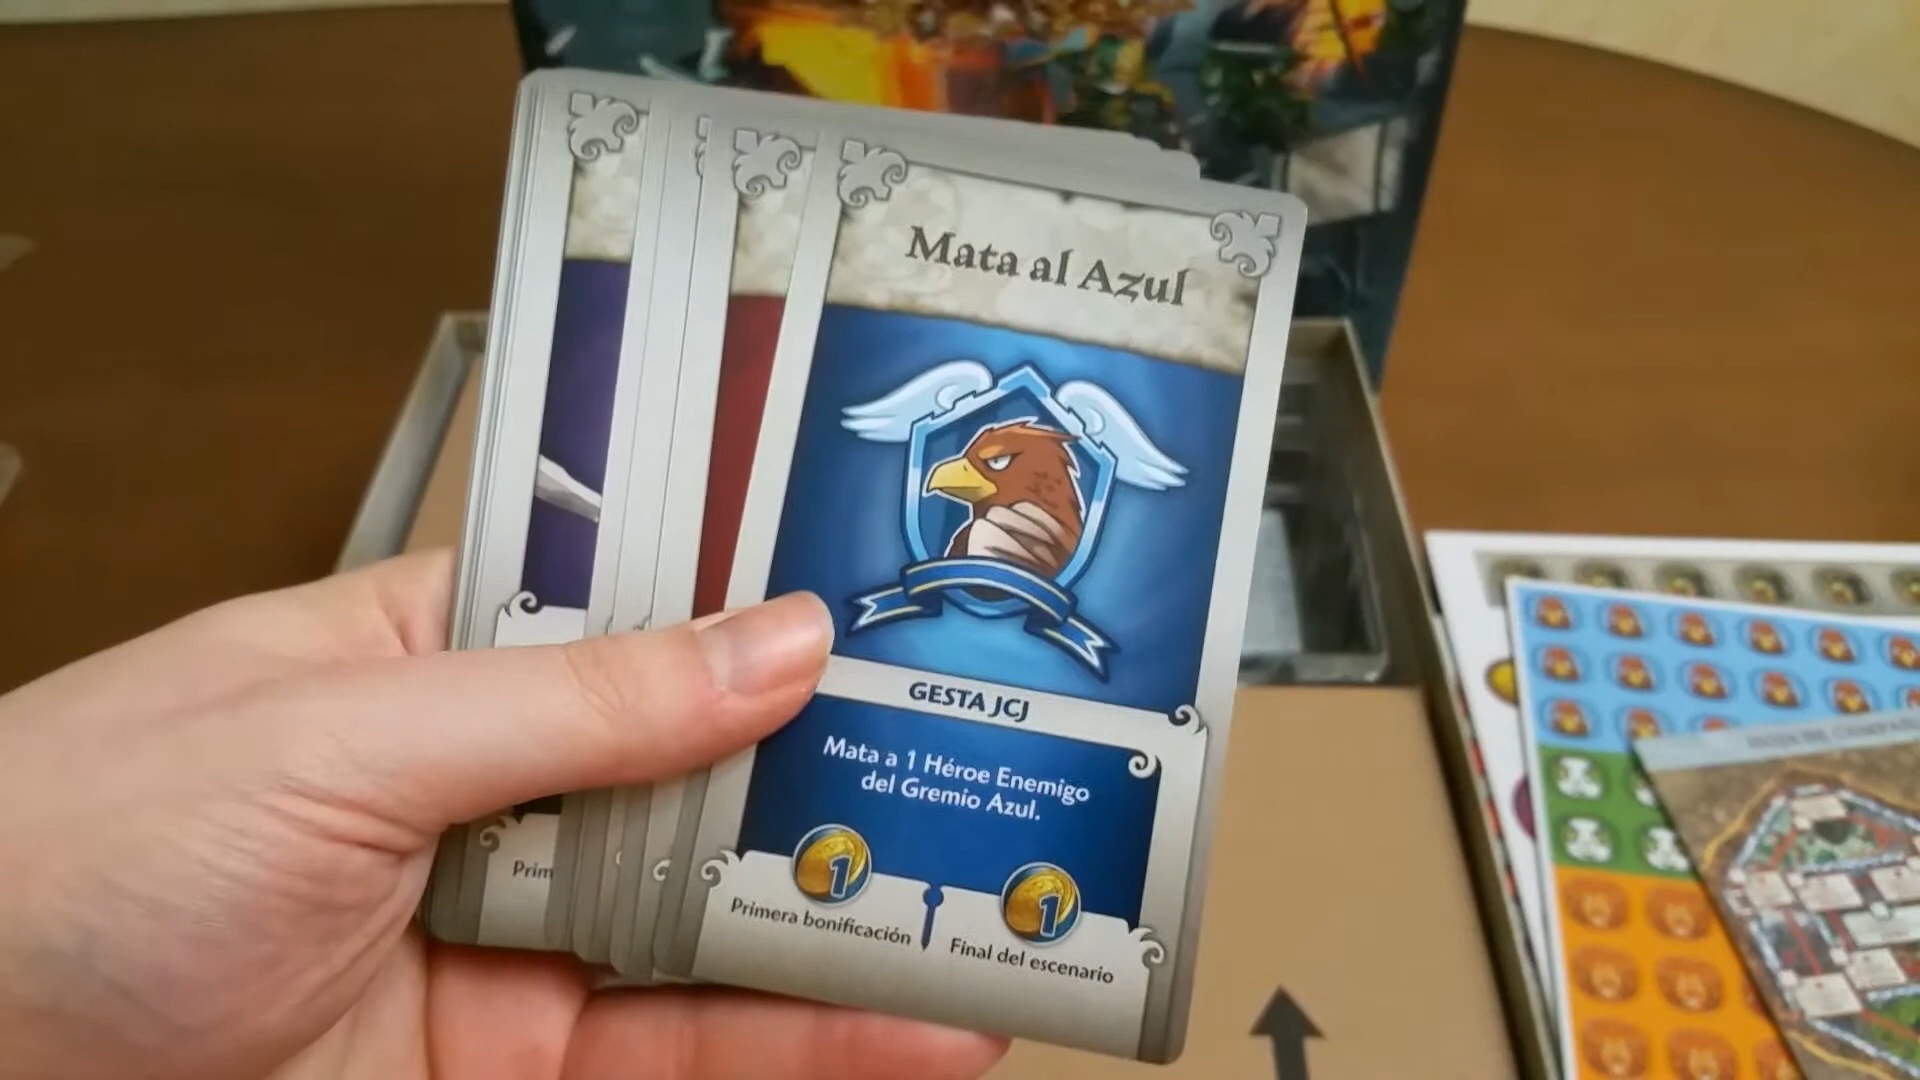 Mata al Azul
GESTA JCJ
Mata a 1 Héroe Enemigo
del Gremio Azul.
1
1
Primera bonificación
Final del escenario
Prim